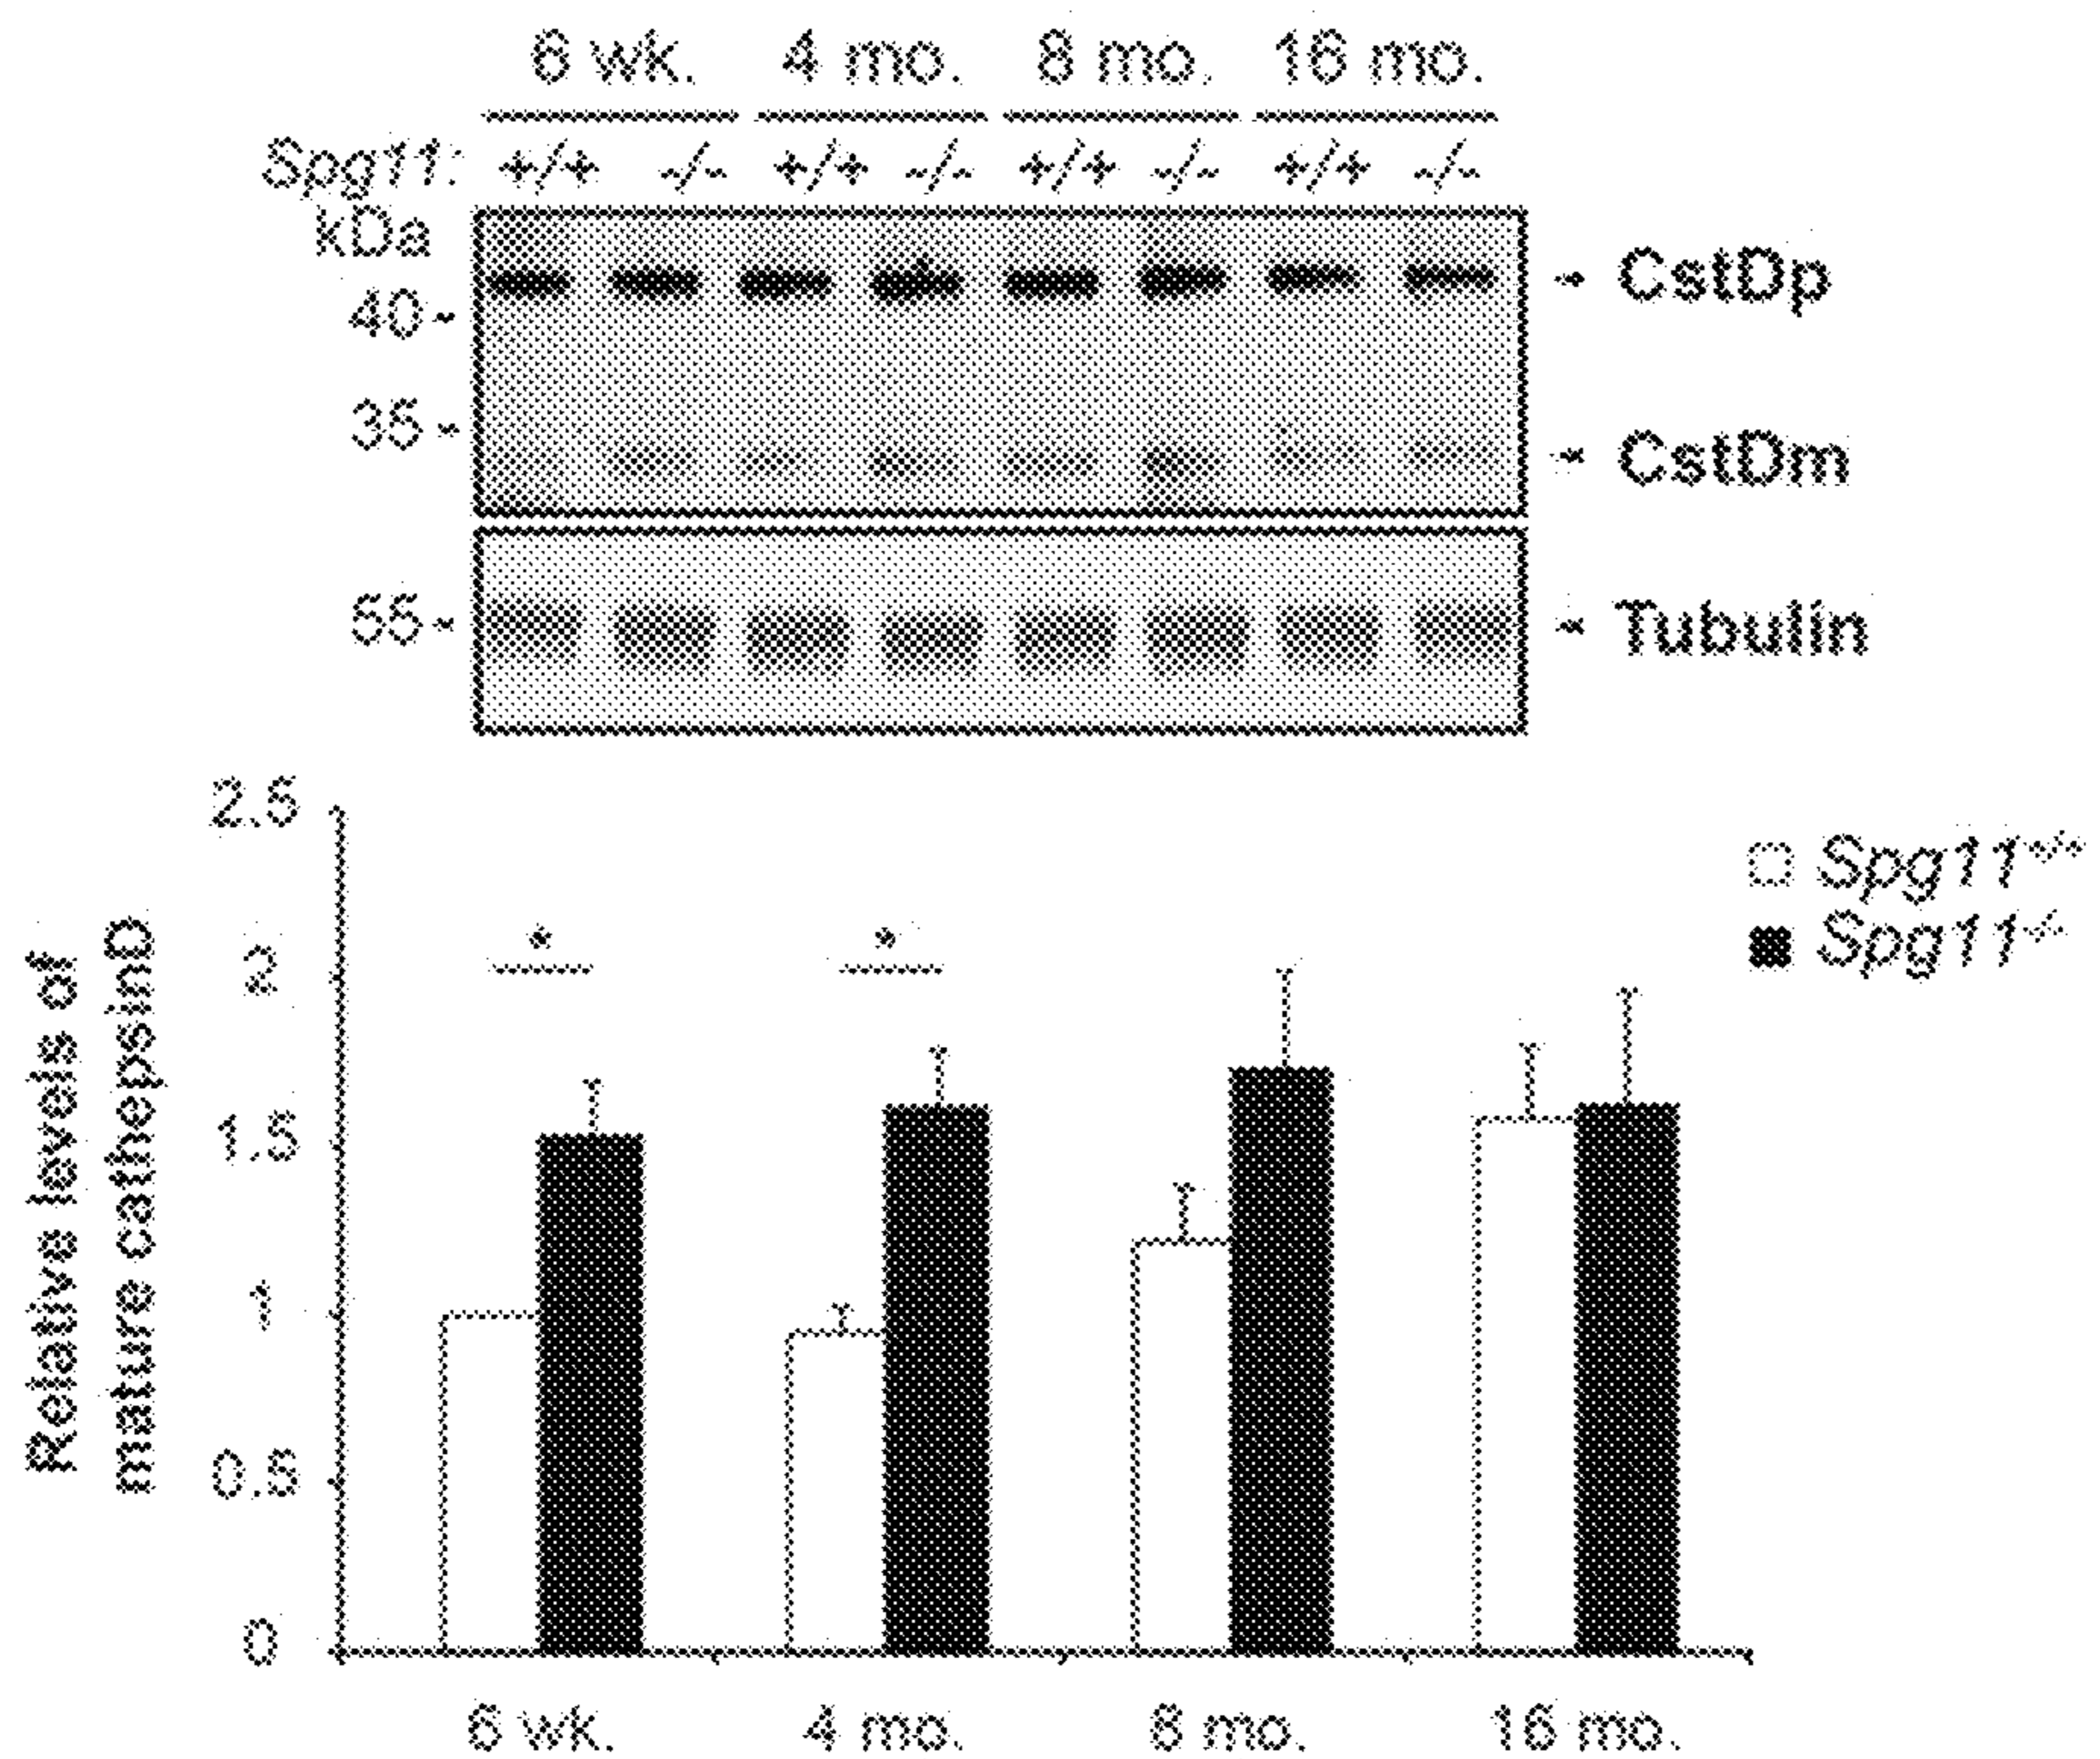 6 wk. 4 mo. 8 mo. 16 mo.
Spg11: +/+ -/- +/+ -/- +/+ -/- +/+ -/-
kDa
CstDp
40
35
CstDm
55
Tubulin
2.5
2
1.5
1
0.5
0
Relative levels of
mature cathepsinD
* *
Spg11+/+
Spg11-/-
6 wk. 4 mo. 8 mo. 16 mo.